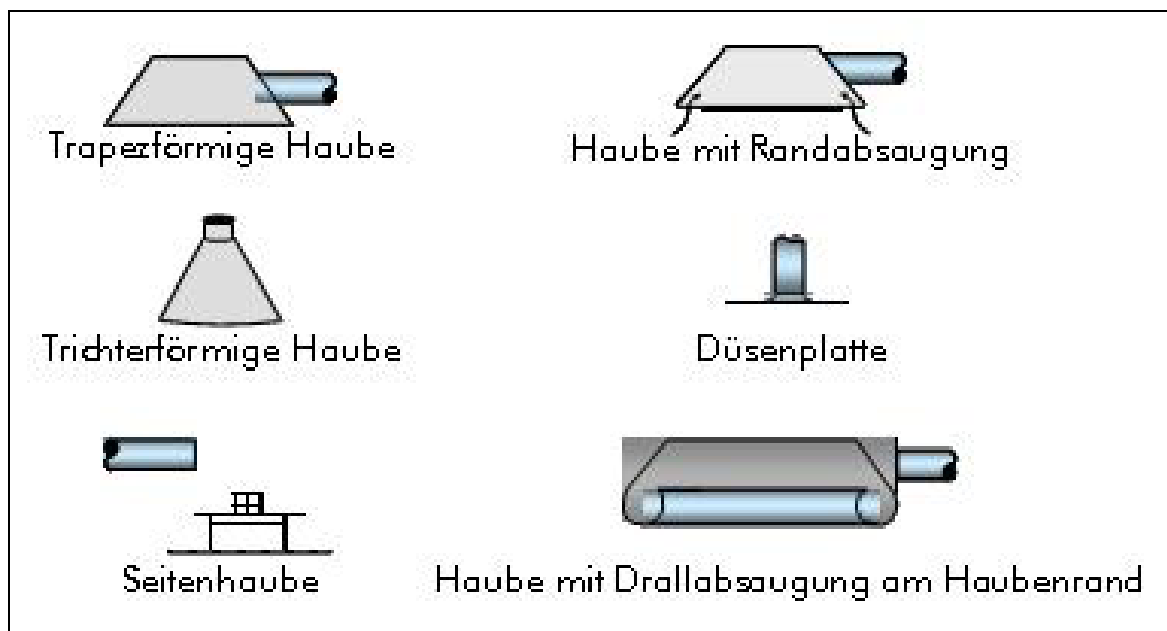 Trapezförmige Haube
Haube mit Randabsaugung
Trichterförmige Haube
Düsenplatte
Seitenhaube
Haube mit Drallabsaugung am Haubenrand